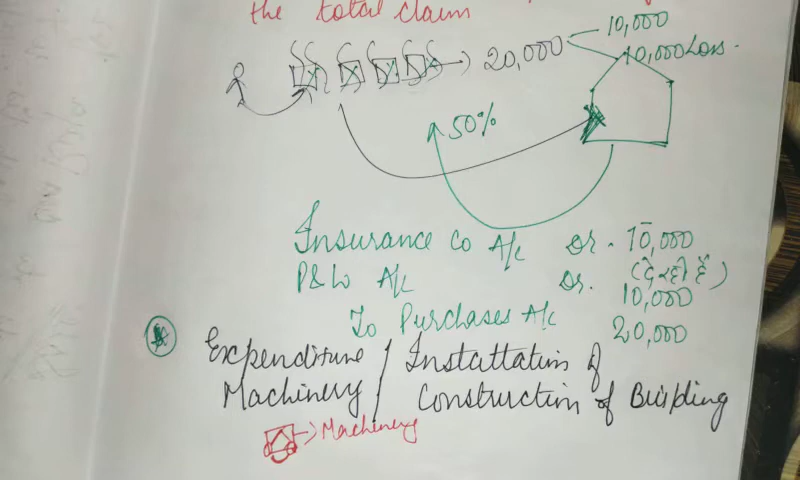 the total claim
10,000
20,000
10,000 Loss.
50%
Insurance Co A/c Dr. 10,000
(दे रही है)
P&L A/c Dr. 10,000
To Purchases A/c 20,000
Expenditure / Installation of
Machinery / Construction of Building
→ Machinery